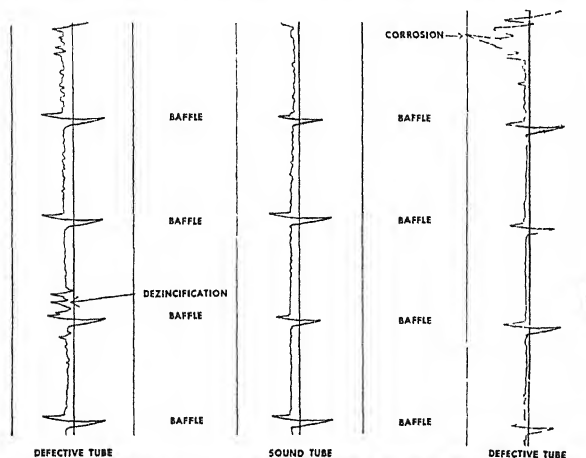 CORROSION
BAFFLE BAFFLE
BAFFLE BAFFLE
DEZINCIFICATION
BAFFLE BAFFLE
BAFFLE BAFFLE
DEFECTIVE TUBE SOUND TUBE DEFECTIVE TUBE